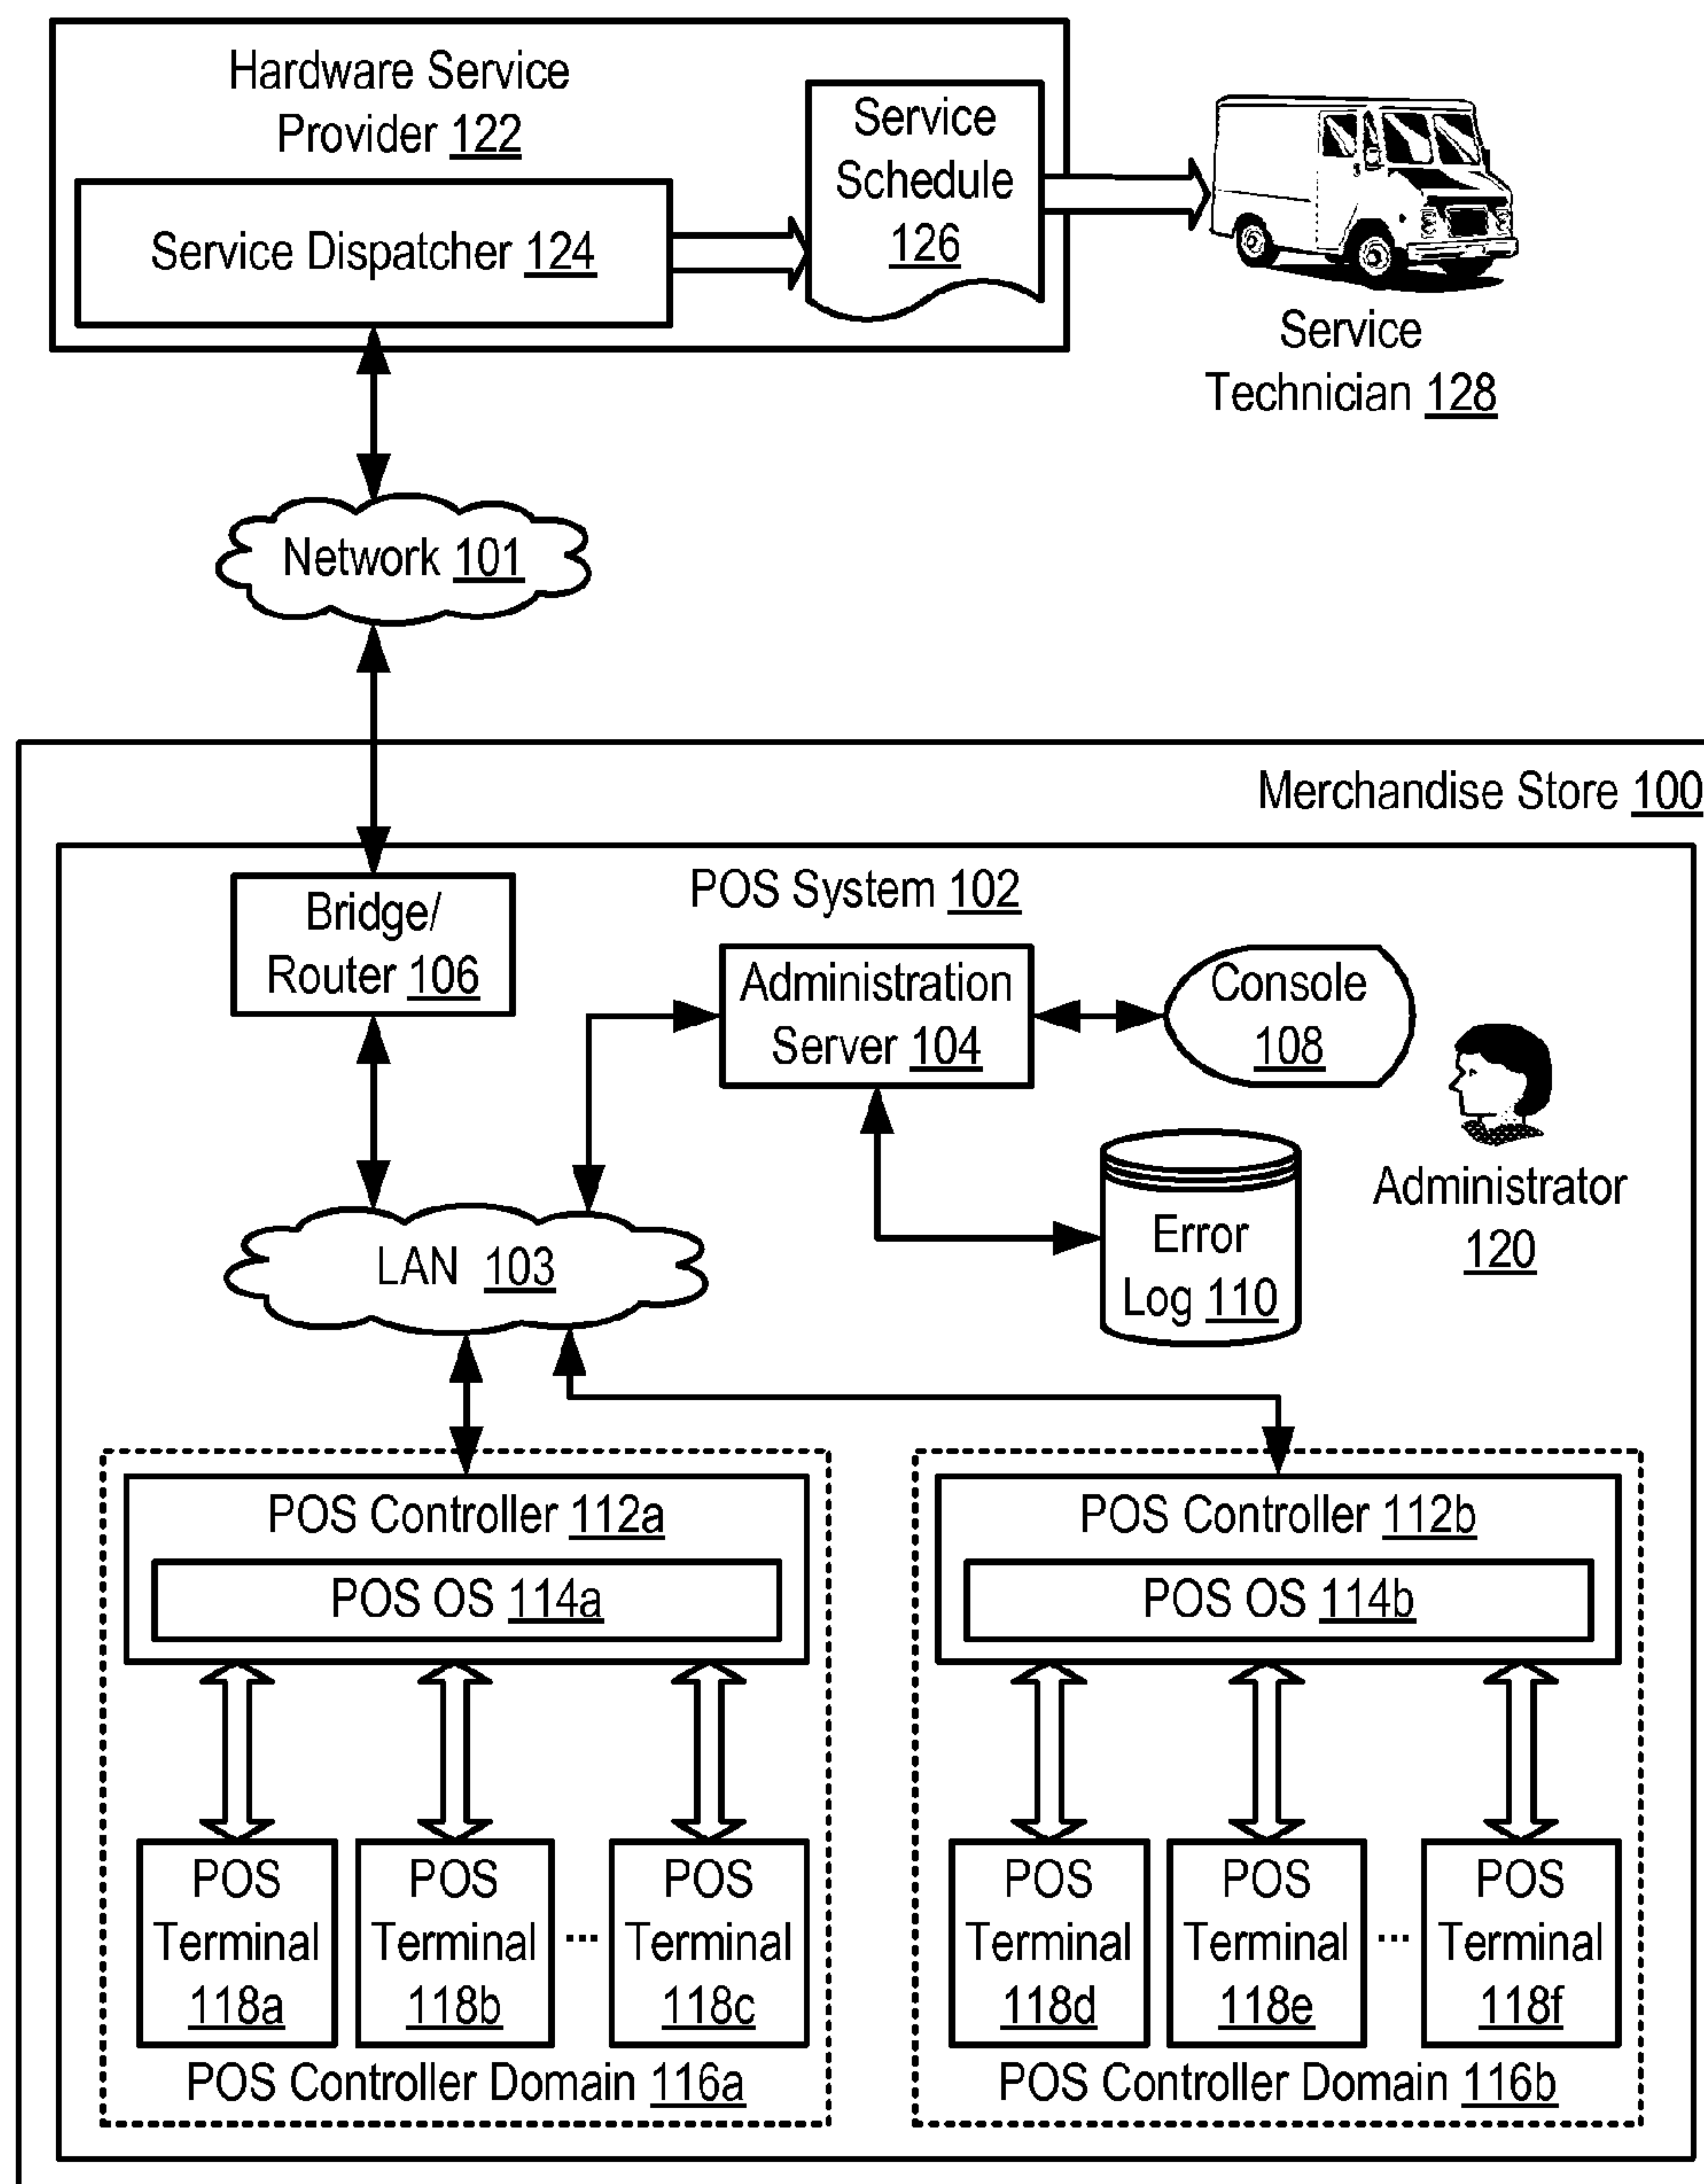 Hardware Service
Provider 122
Service
Schedule
126
Service Dispatcher 124
Service
Technician 128
Network 101
Merchandise Store 100
POS System 102
Bridge/
Router 106
Administration
Server 104
Console
108
Administrator
120
LAN 103
Error
Log 110
POS Controller 112a
POS OS 114a
POS Controller 112b
POS OS 114b
POS
Terminal
118a
POS
Terminal
118b
...
POS
Terminal
118c
POS Controller Domain 116a
POS
Terminal
118d
POS
Terminal
118e
...
POS
Terminal
118f
POS Controller Domain 116b